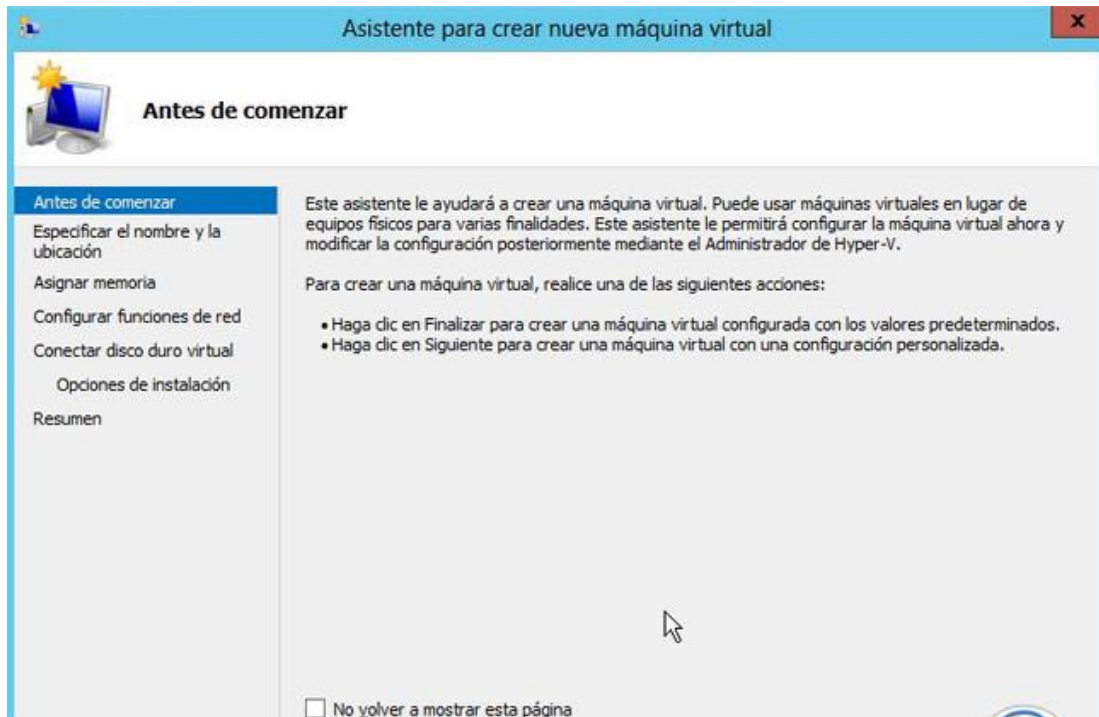 Asistente para crear nueva máquina virtual
x
Antes de comenzar
Antes de comenzar
Especificar el nombre y la
ubicación
Asignar memoria
Configurar funciones de red
Conectar disco duro virtual
Opciones de instalación
Resumen
Este asistente le ayudará a crear una máquina virtual. Puede usar máquinas virtuales en lugar de
equipos físicos para varias finalidades. Este asistente le permitirá configurar la máquina virtual ahora y
modificar la configuración posteriormente mediante el Administrador de Hyper-V.
Para crear una máquina virtual, realice una de las siguientes acciones:
• Haga clic en Finalizar para crear una máquina virtual configurada con los valores predeterminados.
• Haga clic en Siguiente para crear una máquina virtual con una configuración personalizada.
No volver a mostrar esta página